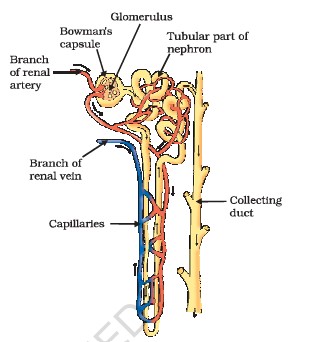 Glomerulus
Bowman's
capsule
Tubular part of
nephron
Branch
of renal
artery
Branch of
renal vein
Capillaries
Collecting
duct